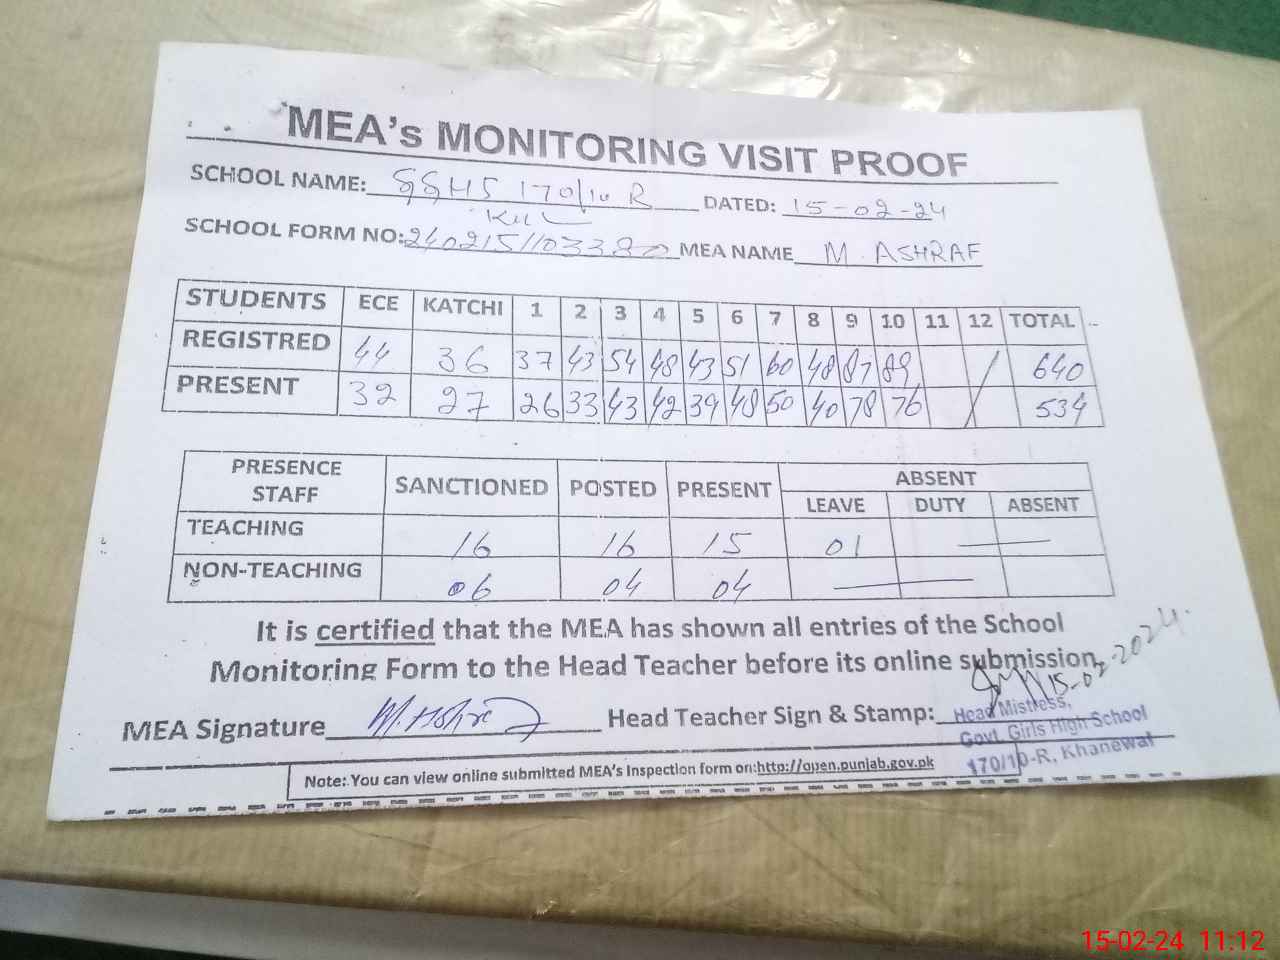 MEA's MONITORING VISIT PROOF
SCHOOL NAME: GGHS 170/10 R DATED: 15-02-24
KWL
SCHOOL FORM NO: MEA NAME M. ASHRAF
STUDENTS ECE KATCHI 1 2 3 4 5 6 7 8 9 10 11 12 TOTAL
REGISTRED 44 36 37 43 54 48 43 51 60 48 87 89 640
PRESENT 32 27 26 33 43 42 39 48 50 40 78 76 534
PRESENCE STAFF SANCTIONED POSTED PRESENT ABSENT
LEAVE DUTY ABSENT
TEACHING 16 16 15 01 —
NON-TEACHING 06 04 04 —
It is certified that the MEA has shown all entries of the School
Monitoring Form to the Head Teacher before its online submission.
15-02-2024.
MEA Signature M. Ashraf Head Teacher Sign & Stamp:
Head Mistress,
Govt. Girls High School
170/10-R, Khanewal
Note: You can view online submitted MEA's Inspection form on:http://open.punjab.gov.pk
15-02-24 11:12